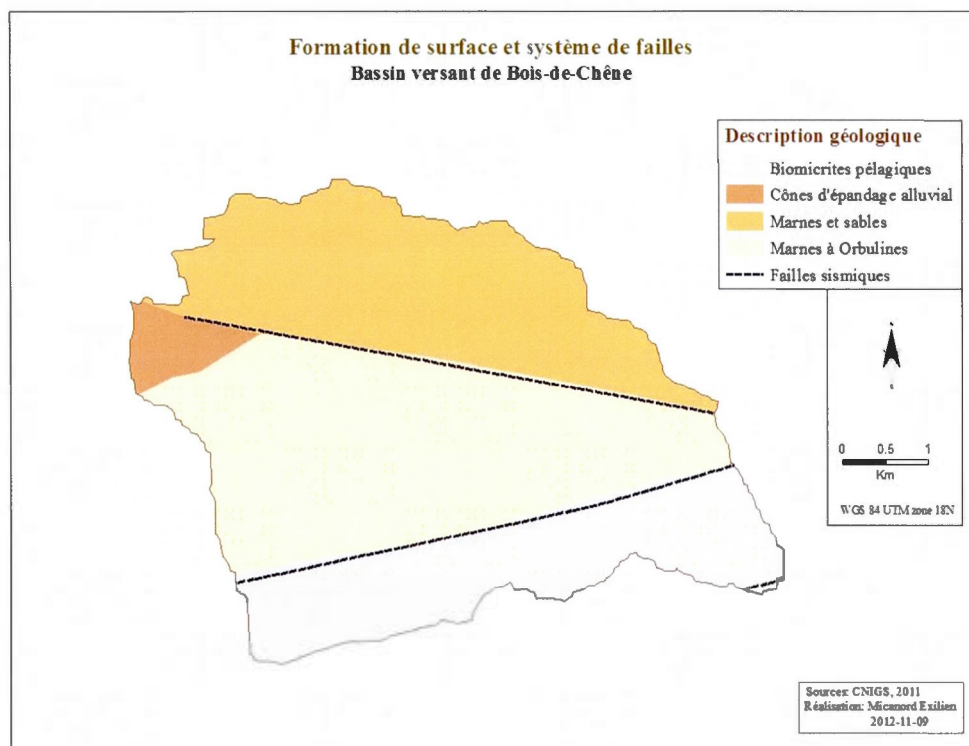 Formation de surface et système de failles
Bassin versant de Bois-de-Chêne
Description géologique
Biomicrites pélagiques
Cônes d'épandage alluvial
Marnes et sables
Marnes à Orbulines
Failles sismiques
0 0.5 1
Km
WGS 84 UTM zone 18N
Sources: CNIGS, 2011
Réalisation: Micanord Exilien
2012-11-09